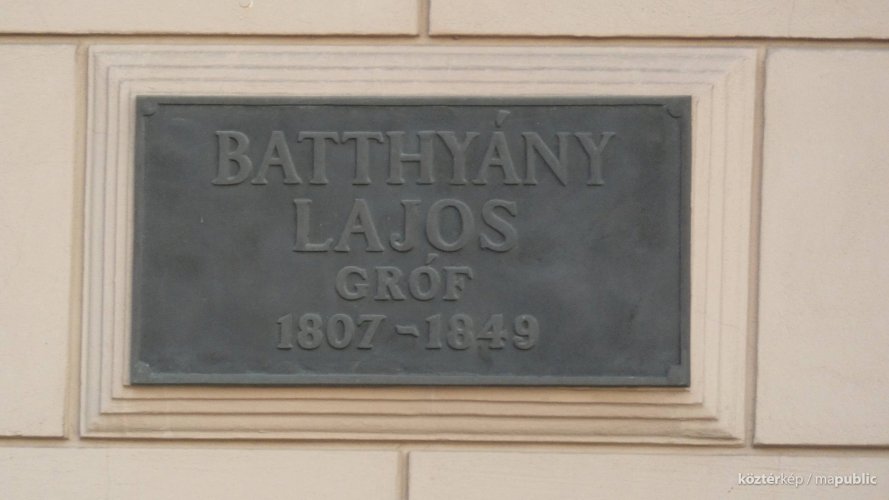 BATTHYÁNY
LAJOS
GRÓF
1807-1849
köztérkép / mapublic